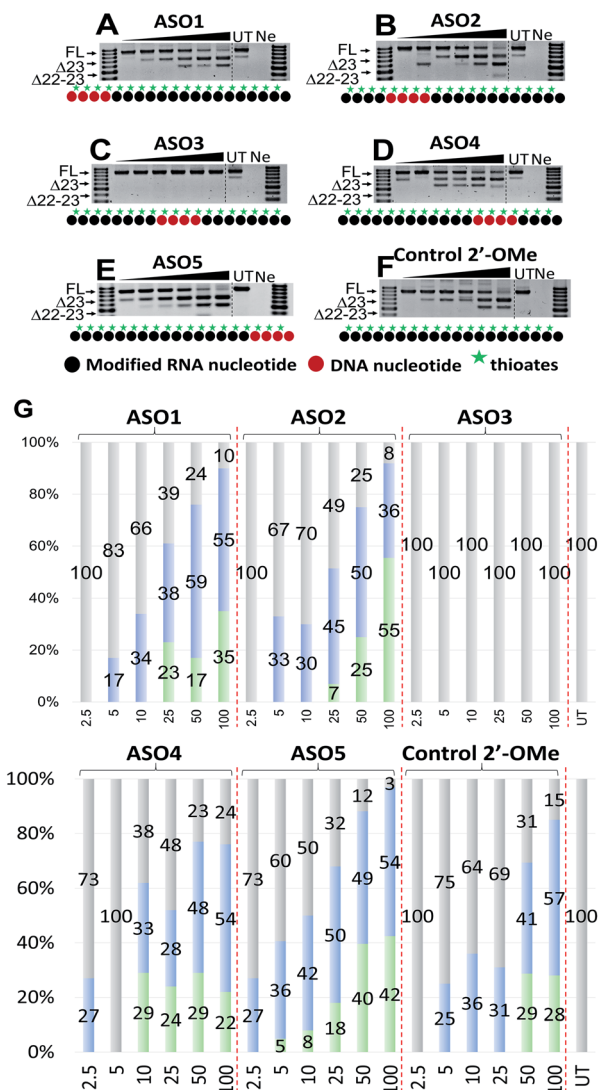 A ASO1
FL UT Ne
Δ23
Δ22-23
B ASO2
FL UT Ne
Δ23
Δ22-23
C ASO3
FL UT Ne
Δ23
Δ22-23
D ASO4
FL UT Ne
Δ23
Δ22-23
E ASO5
FL UT Ne
Δ23
Δ22-23
F Control 2'-OMe
FL UT Ne
Δ23
Δ22-23
Modified RNA nucleotide DNA nucleotide thioates
G
ASO1 ASO2 ASO3
100%
80%
60%
40%
20%
0%
100 83 66 39 24 10
17 34 38 59 55
23 17 35
100 67 70 49 25 8
33 30 45 50 36
7 25 55
100 100 100 100 100 100
100
2.5 5 10 25 50 100 2.5 5 10 25 50 100 2.5 5 10 25 50 100 UT
ASO4 ASO5 Control 2'-OMe
100%
80%
60%
40%
20%
0%
73 100 38 48 23 24
27 33 28 48 54
29 24 29 22
73 60 50 32 12 3
27 36 42 50 49 54
5 8 18 40 42
100 75 64 69 31 15
25 36 31 41 57
29 28
100
2.5 5 10 25 50 100 2.5 5 10 25 50 100 2.5 5 10 25 50 100 UT